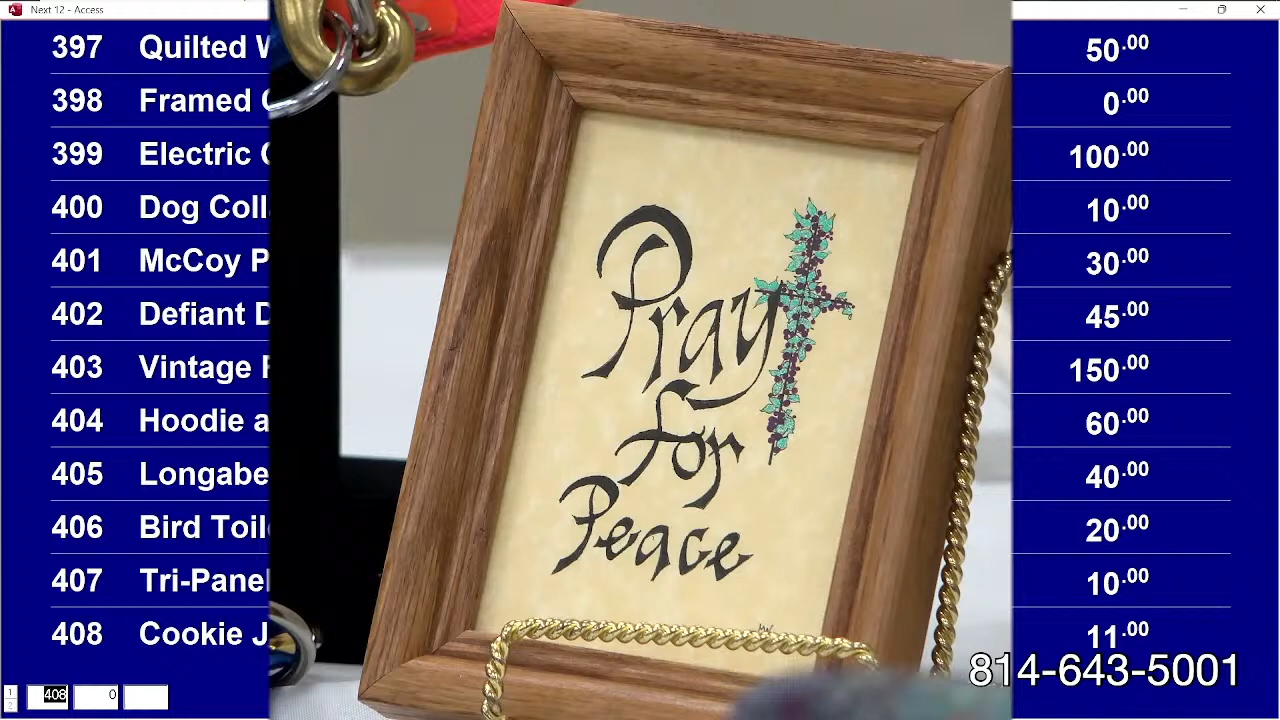 Next 12 - Access
397 Quilted W 50.00
398 Framed 0.00
399 Electric 100.00
400 Dog Coll 10.00
401 McCoy P 30.00
402 Defiant D 45.00
403 Vintage 150.00
404 Hoodie a 60.00
405 Longabe 40.00
406 Bird Toil 20.00
407 Tri-Panel 10.00
408 Cookie J 11.00
814-643-5001
1
2
408 0
Pray
for
Peace